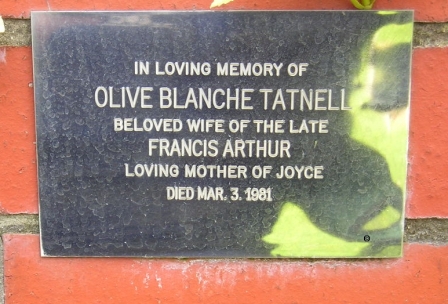 IN LOVING MEMORY OF
OLIVE BLANCHE TATNELL
BELOVED WIFE OF THE LATE
FRANCIS ARTHUR
LOVING MOTHER OF JOYCE
DIED MAR. 3. 1981